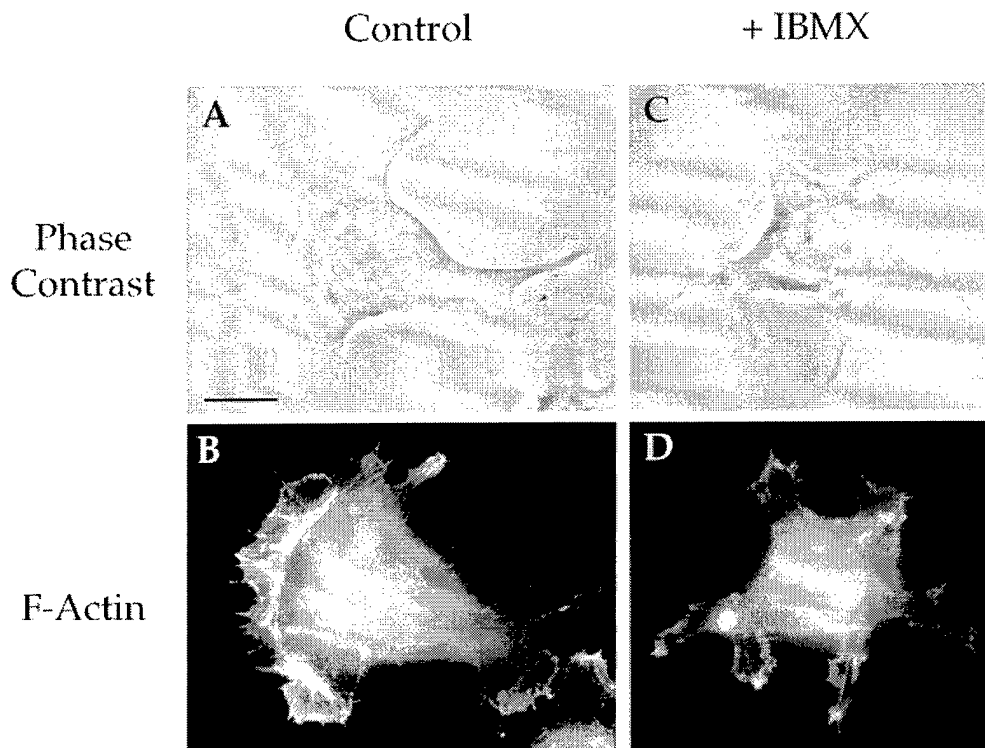 Control
+ IBMX
A
C
Phase
Contrast
B
D
F-Actin